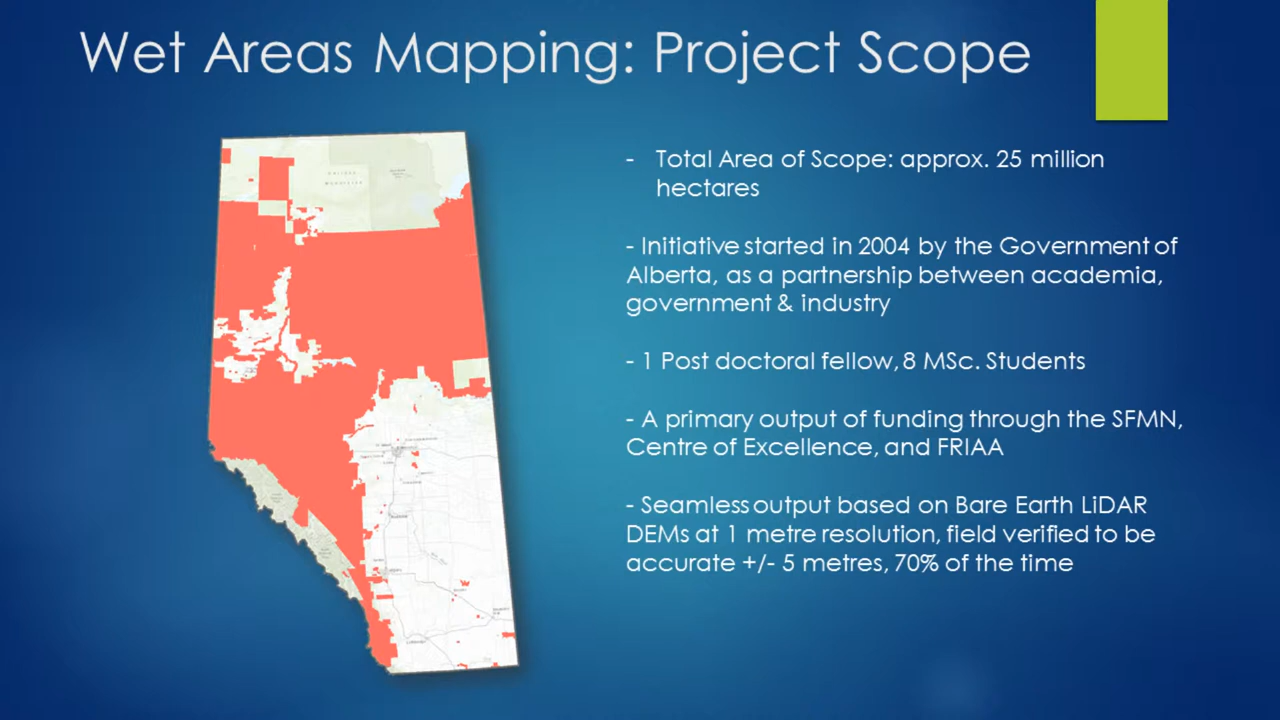 Wet Areas Mapping: Project Scope
- Total Area of Scope: approx. 25 million
hectares
- Initiative started in 2004 by the Government of
Alberta, as a partnership between academia,
government & industry
- 1 Post doctoral fellow, 8 MSc. Students
- A primary output of funding through the SFMN,
Centre of Excellence, and FRIAA
- Seamless output based on Bare Earth LiDAR
DEMs at 1 metre resolution, field verified to be
accurate +/- 5 metres, 70% of the time